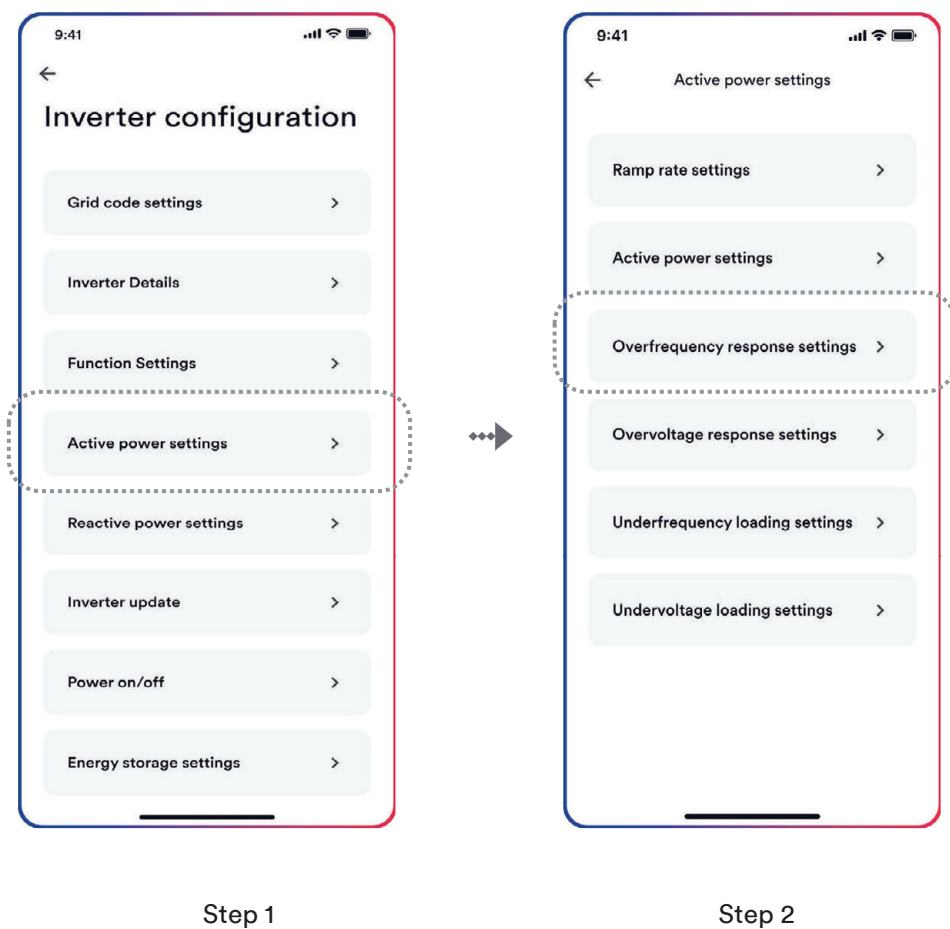 9:41
Inverter configuration
Grid code settings
Inverter Details
Function Settings
Active power settings
Reactive power settings
Inverter update
Power on/off
Energy storage settings
Step 1
9:41
Active power settings
Ramp rate settings
Active power settings
Overfrequency response settings
Overvoltage response settings
Underfrequency loading settings
Undervoltage loading settings
Step 2